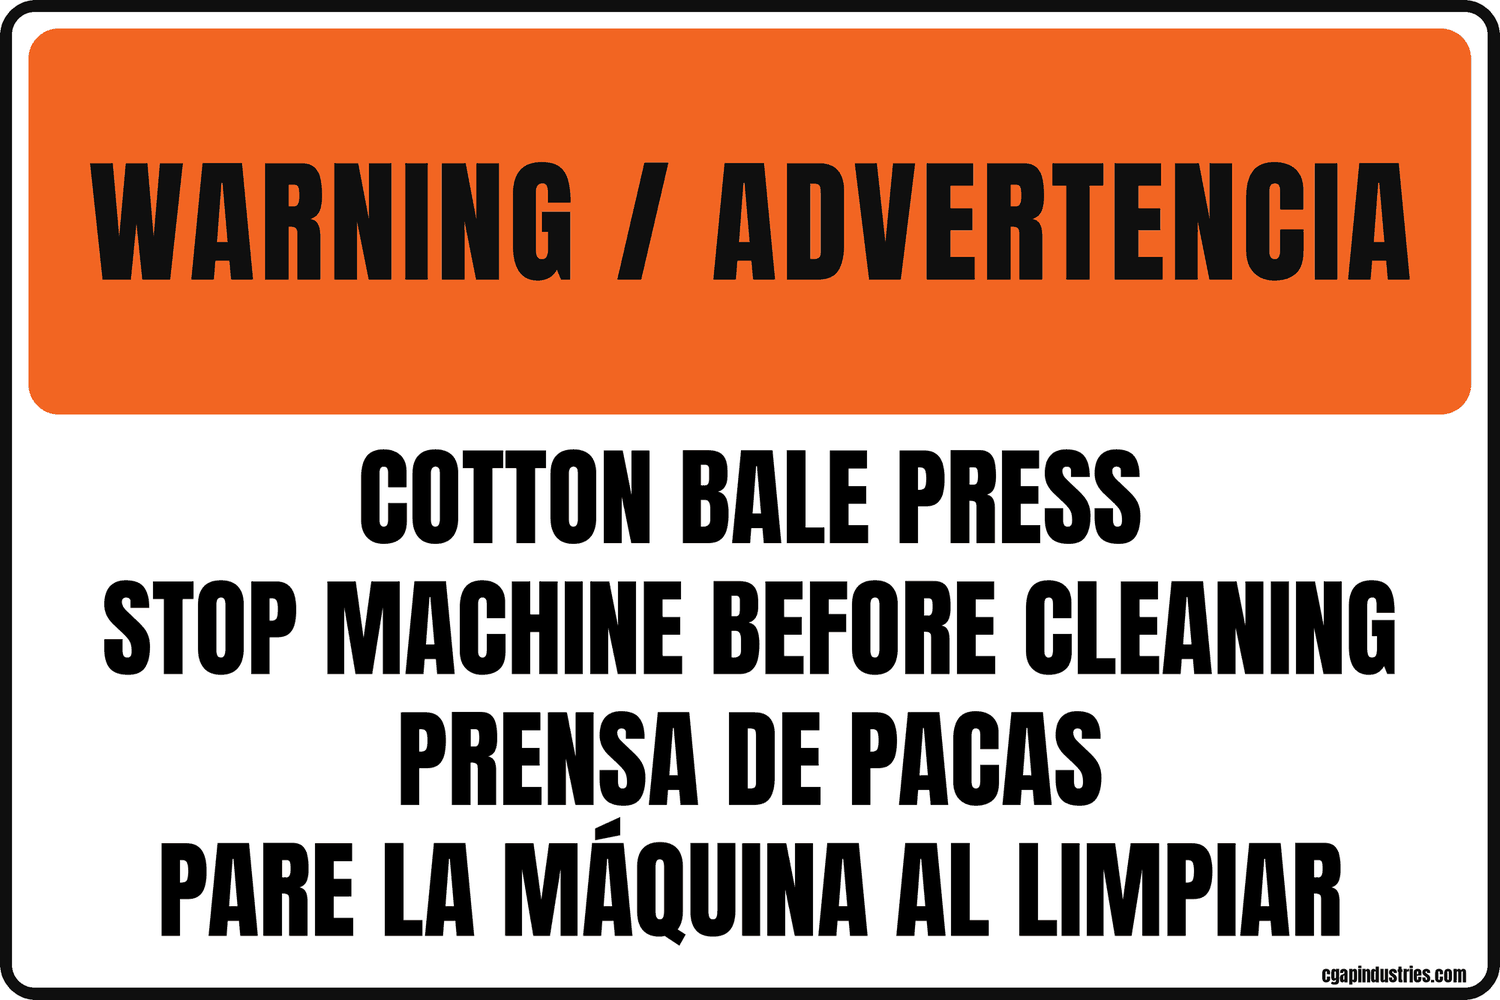 WARNING / ADVERTENCIA
COTTON BALE PRESS
STOP MACHINE BEFORE CLEANING
PRENSA DE PACAS
PARE LA MÁQUINA AL LIMPIAR
cgapindustries.com